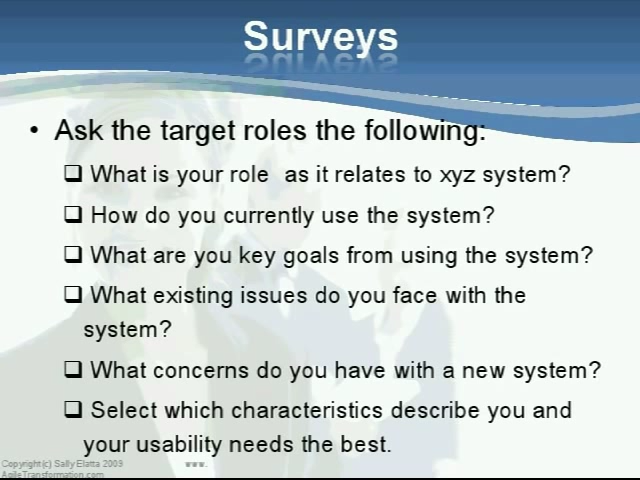 Surveys
• Ask the target roles the following:
❑ What is your role as it relates to xyz system?
❑ How do you currently use the system?
❑ What are you key goals from using the system?
❑ What existing issues do you face with the
system?
❑ What concerns do you have with a new system?
❑ Select which characteristics describe you and
your usability needs the best.
Copyright(c) Sally Elatta 2009 www.
AgileTransformation.com